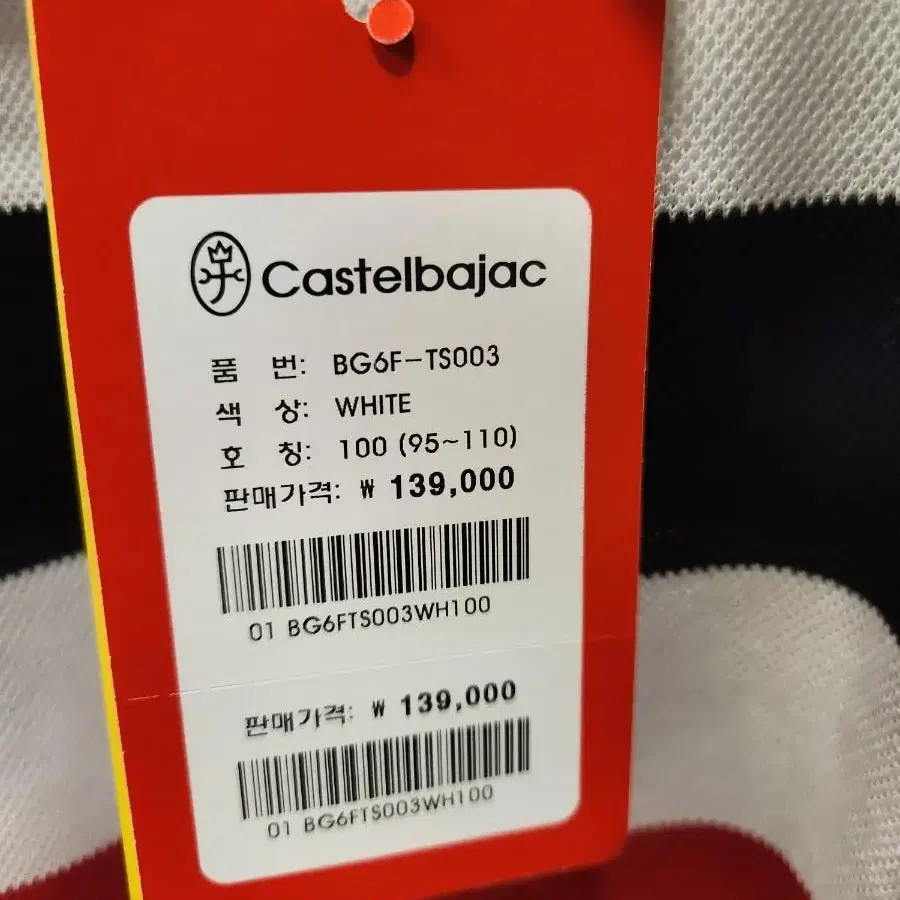 Castelbajac
품 번: BG6F-TS003
색 상: WHITE
호 칭: 100 (95~110)
판매가격: ₩ 139,000
01 BG6FTS003WH100
판매가격: ₩ 139,000
01 BG6FTS003WH100